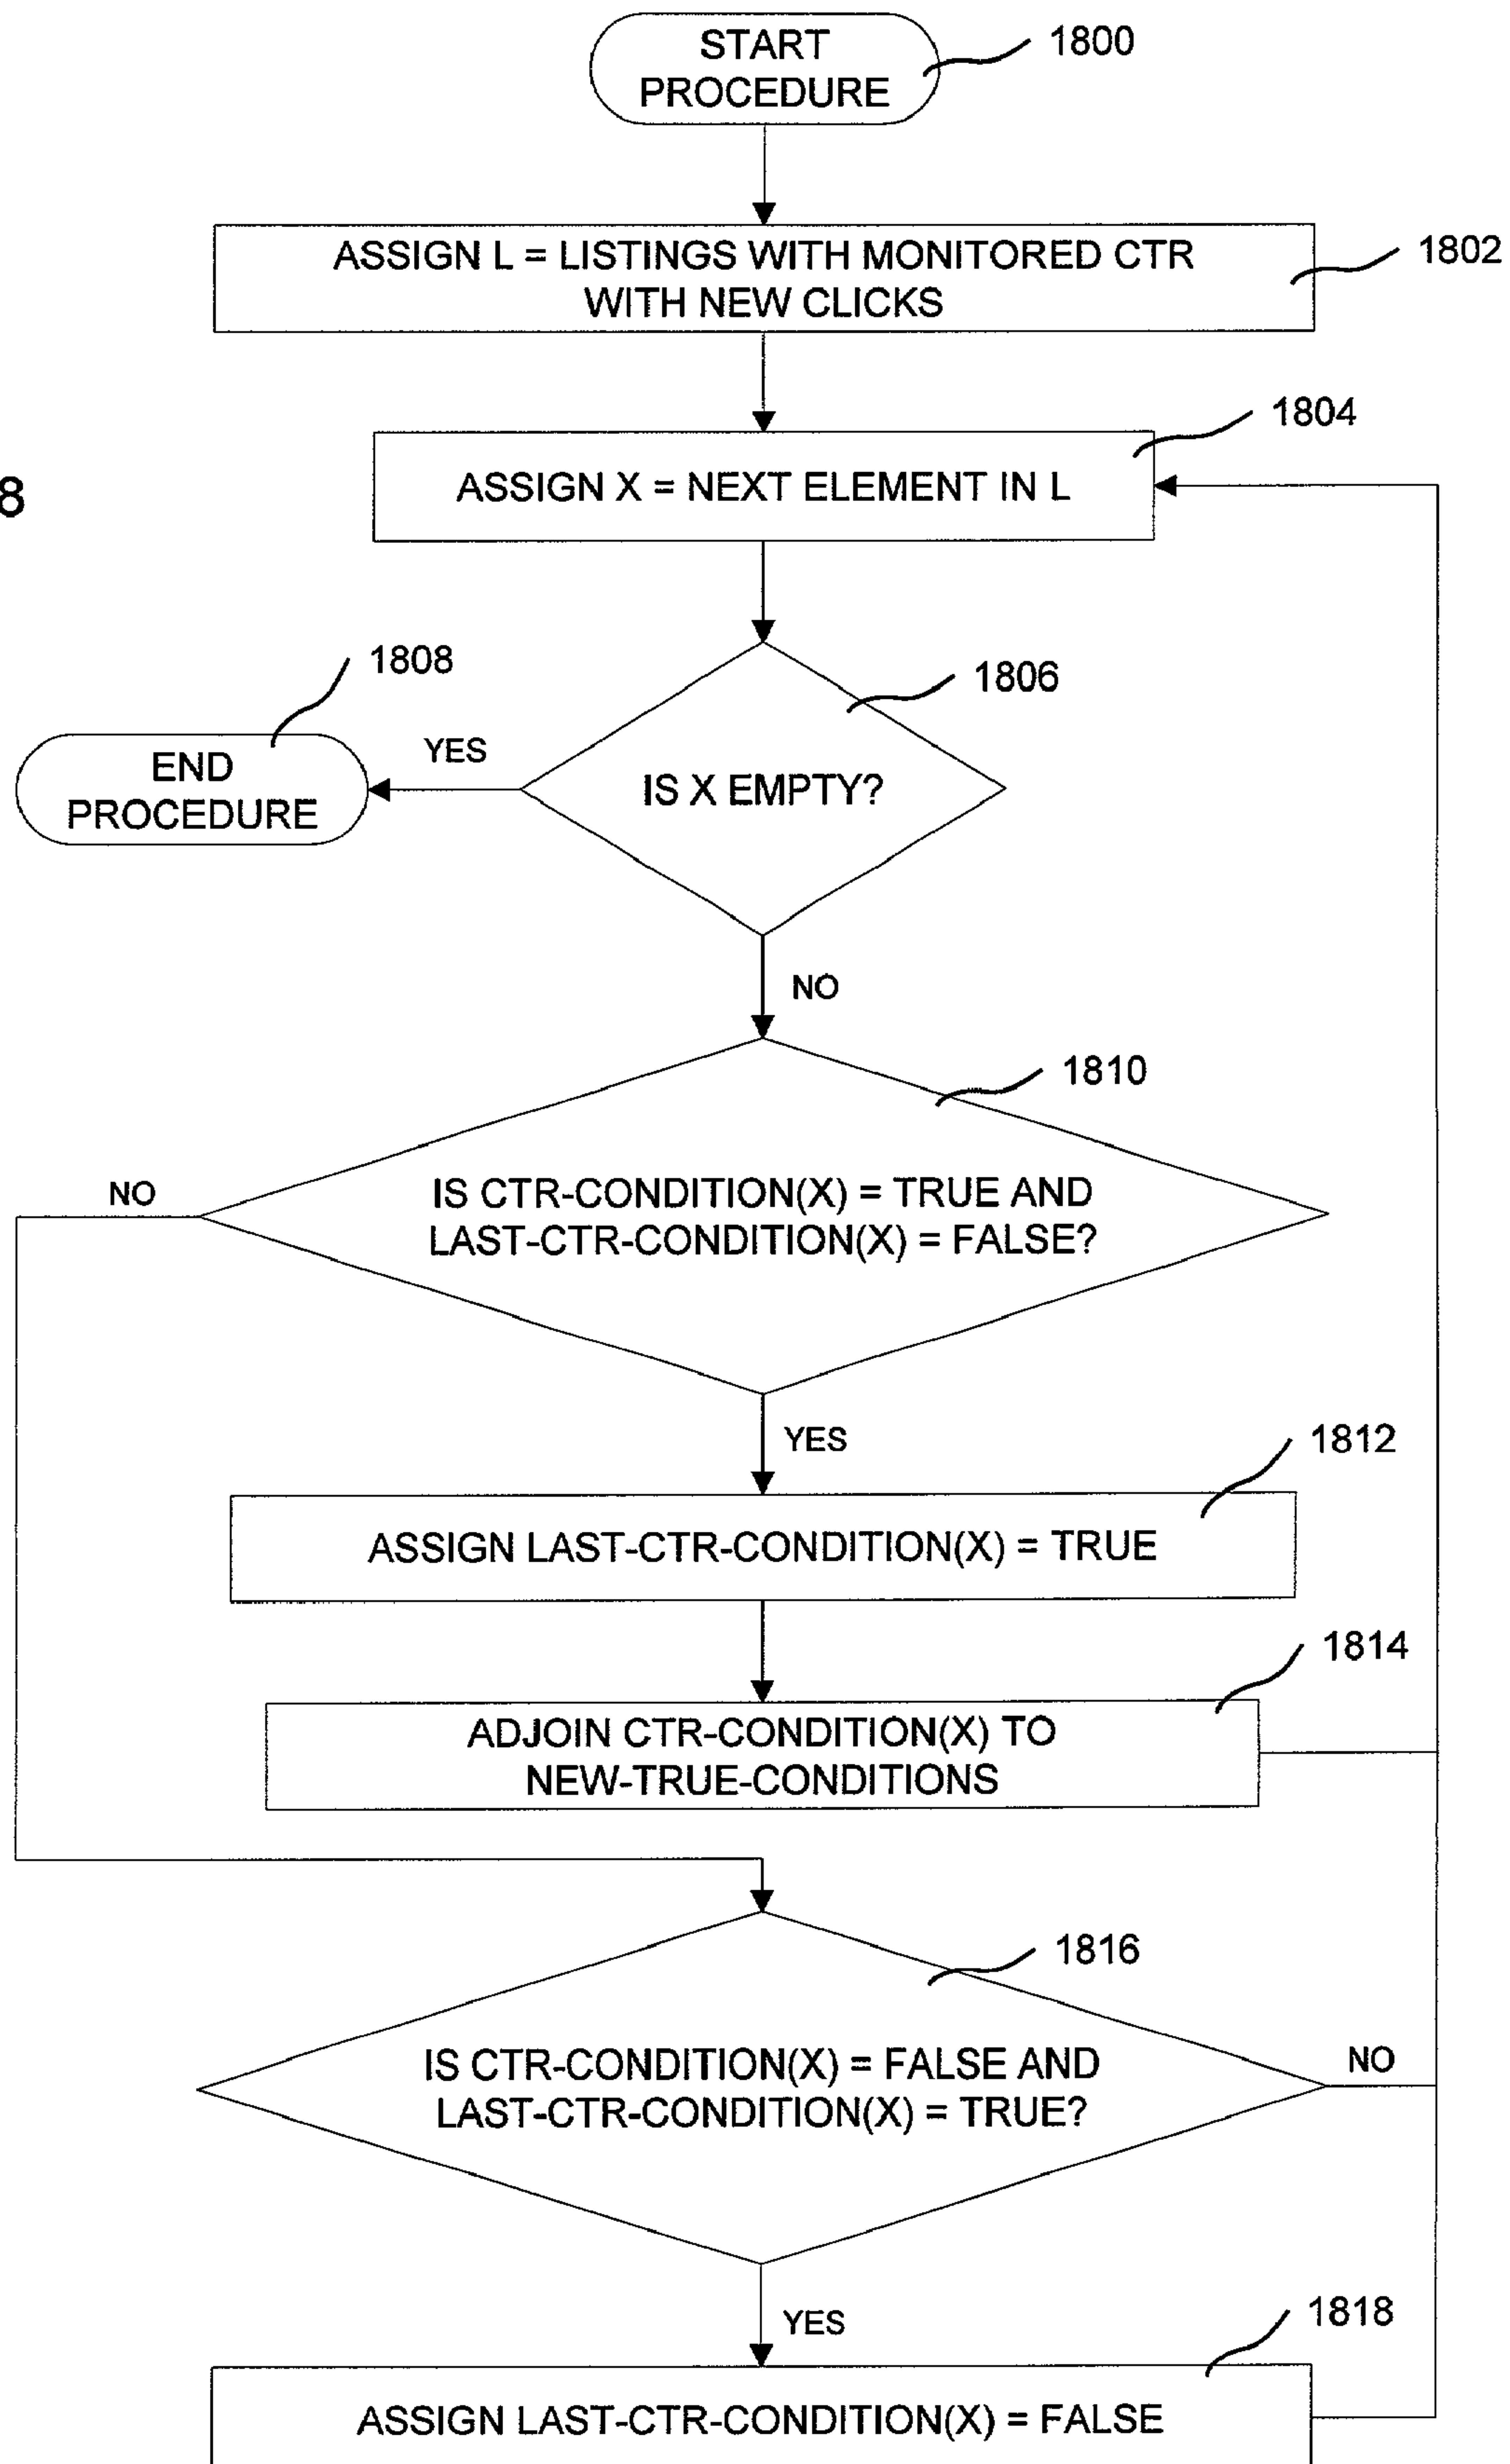 START
PROCEDURE
1800
ASSIGN L = LISTINGS WITH MONITORED CTR
WITH NEW CLICKS
1802
1804
ASSIGN X = NEXT ELEMENT IN L
8
1808
1806
END
PROCEDURE
YES
IS X EMPTY?
NO
1810
NO
IS CTR-CONDITION(X) = TRUE AND
LAST-CTR-CONDITION(X) = FALSE?
YES
1812
ASSIGN LAST-CTR-CONDITION(X) = TRUE
1814
ADJOIN CTR-CONDITION(X) TO
NEW-TRUE-CONDITIONS
1816
IS CTR-CONDITION(X) = FALSE AND
LAST-CTR-CONDITION(X) = TRUE?
NO
YES
1818
ASSIGN LAST-CTR-CONDITION(X) = FALSE